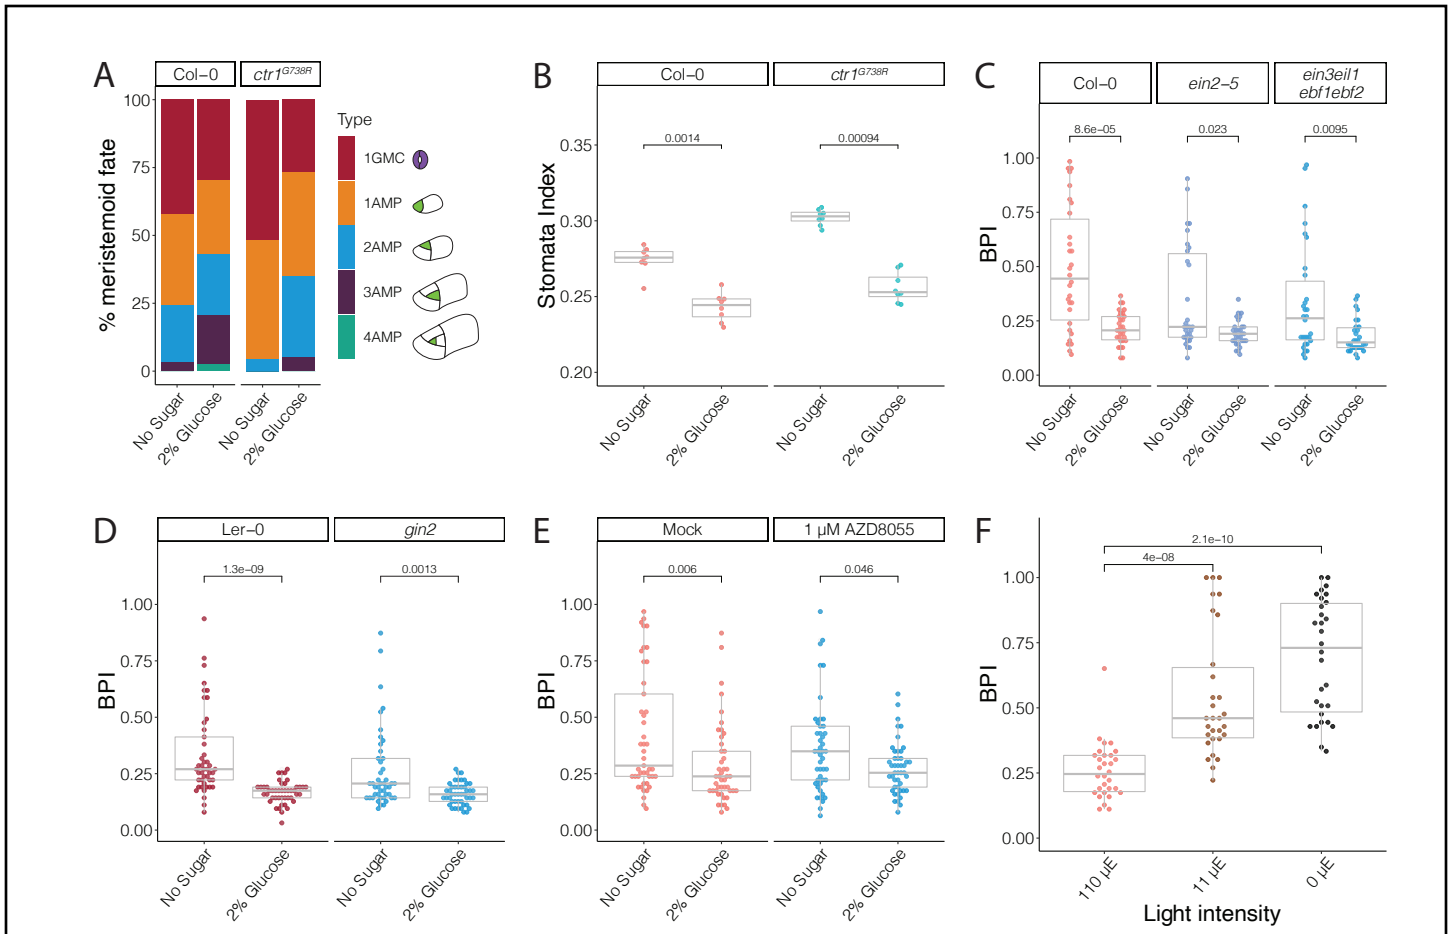 A
Col−0
ctr1G738R
% meristemoid fate
100
75
50
25
0
No Sugar
2% Glucose
No Sugar
2% Glucose
Type
1GMC
1AMP
2AMP
3AMP
4AMP
B
Col−0
ctr1G738R
Stomata Index
0.35
0.30
0.25
0.20
0.0014
0.00094
No Sugar
2% Glucose
No Sugar
2% Glucose
C
Col−0
ein2−5
ein3eil1
ebf1ebf2
BPI
1.00
0.75
0.50
0.25
0.00
8.6e−05
0.023
0.0095
No Sugar
2% Glucose
No Sugar
2% Glucose
No Sugar
2% Glucose
D
Ler−0
gin2
BPI
1.00
0.75
0.50
0.25
0.00
1.3e−09
0.0013
No Sugar
2% Glucose
No Sugar
2% Glucose
E
Mock
1 µM AZD8055
BPI
1.00
0.75
0.50
0.25
0.00
0.006
0.046
No Sugar
2% Glucose
No Sugar
2% Glucose
F
BPI
1.00
0.75
0.50
0.25
0.00
2.1e−10
4e−08
110 µE
11 µE
0 µE
Light intensity